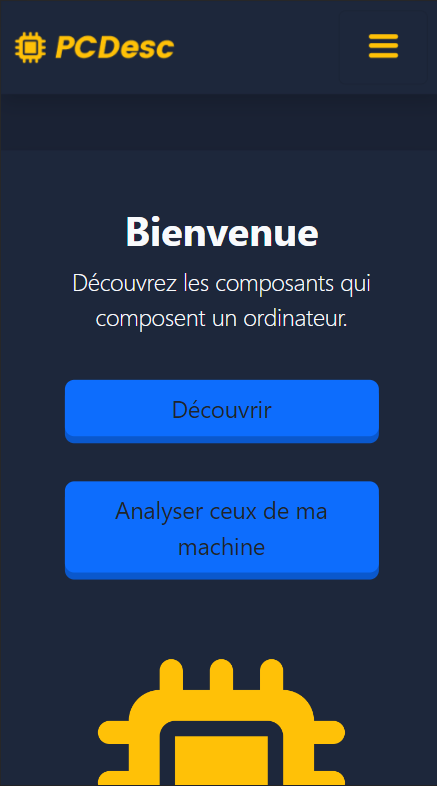 PCDesc
Bienvenue
Découvrez les composants qui
composent un ordinateur.
Découvrir
Analyser ceux de ma
machine